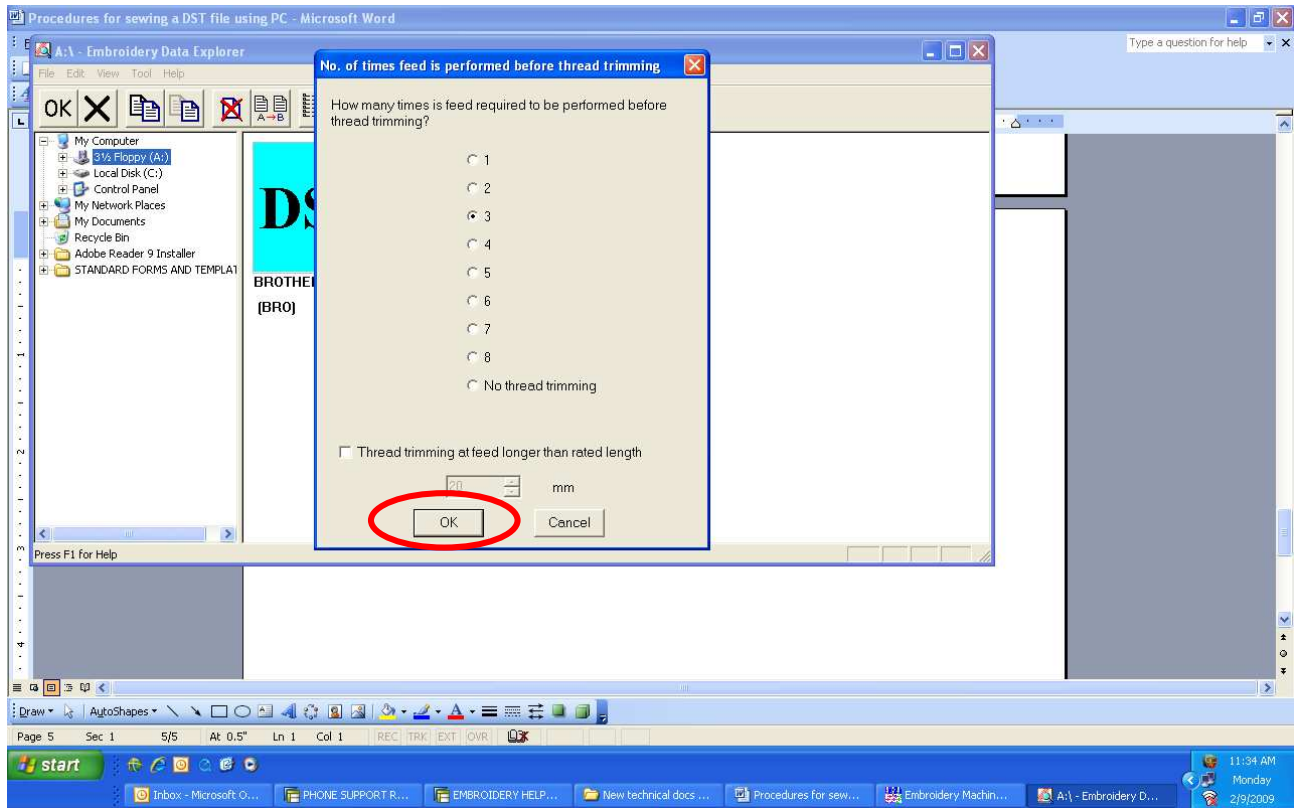 Procedures for sewing a DST file using PC - Microsoft Word
Type a question for help
A:\ - Embroidery Data Explorer
File Edit View Tool Help
OK
A→B
My Computer
3½ Floppy (A:)
Local Disk (C:)
Control Panel
My Network Places
My Documents
Recycle Bin
Adobe Reader 9 Installer
STANDARD FORMS AND TEMPLAT
BROTHE
(BRO)
No. of times feed is performed before thread trimming
How many times is feed required to be performed before
thread trimming?
1
2
3
4
5
6
7
8
No thread trimming
Thread trimming at feed longer than rated length
20 mm
OK Cancel
Press F1 for Help
Draw AutoShapes
Page 5 Sec 1 5/5 At 0.5" Ln 1 Col 1 REC TRK EXT OVR
start
11:34 AM
Monday
2/9/2009
Inbox - Microsoft O... PHONE SUPPORT R... EMBROIDERY HELP... New technical docs ... Procedures for sew... Embroidery Machin... A:\ - Embroidery D...